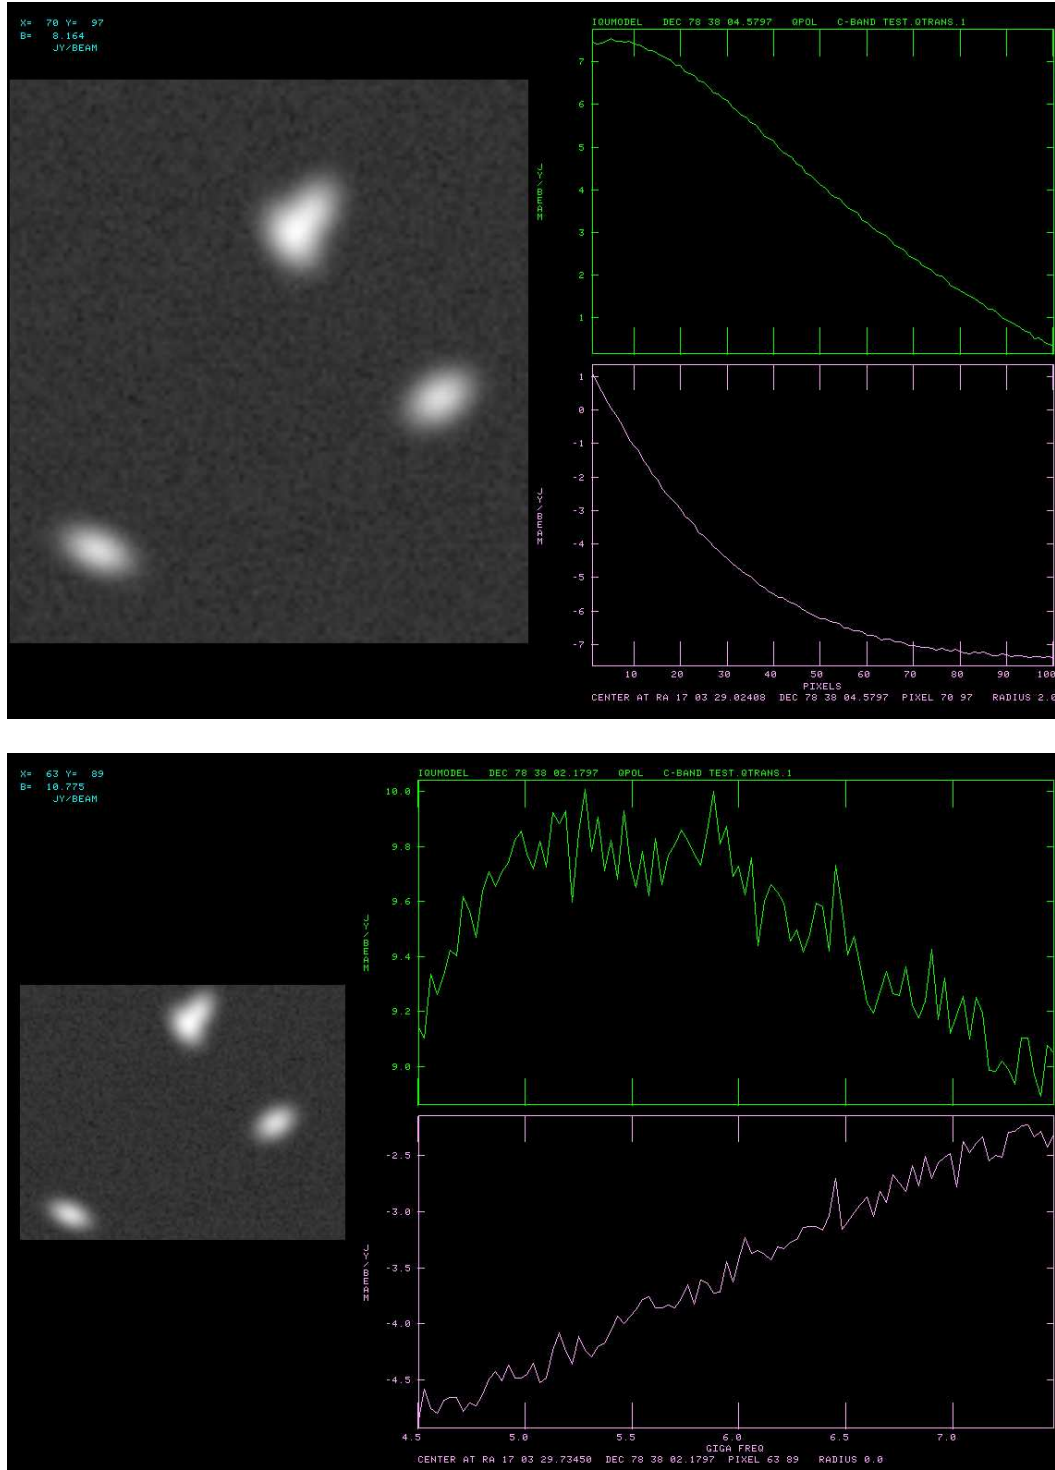 X= 70 Y= 97
B= 8.164
JY/BEAM
IQUMODEL DEC 78 38 04.5797 QPOL C-BAND TEST.QTRANS.1
7
6
5
4
3
2
1
JY/BEAM
1
0
-1
-2
-3
-4
-5
-6
-7
JY/BEAM
10 20 30 40 50 60 70 80 90 100
PIXELS
CENTER AT RA 17 03 29.02408 DEC 78 38 04.5797 PIXEL 70 97 RADIUS 2.0
X= 63 Y= 89
B= 10.775
JY/BEAM
IQUMODEL DEC 78 38 02.1797 QPOL C-BAND TEST.QTRANS.1
10.0
9.8
9.6
9.4
9.2
9.0
JY/BEAM
-2.5
-3.0
-3.5
-4.0
-4.5
JY/BEAM
4.5 5.0 5.5 6.0 6.5 7.0
GIGA FREQ
CENTER AT RA 17 03 29.73450 DEC 78 38 02.1797 PIXEL 63 89 RADIUS 0.0